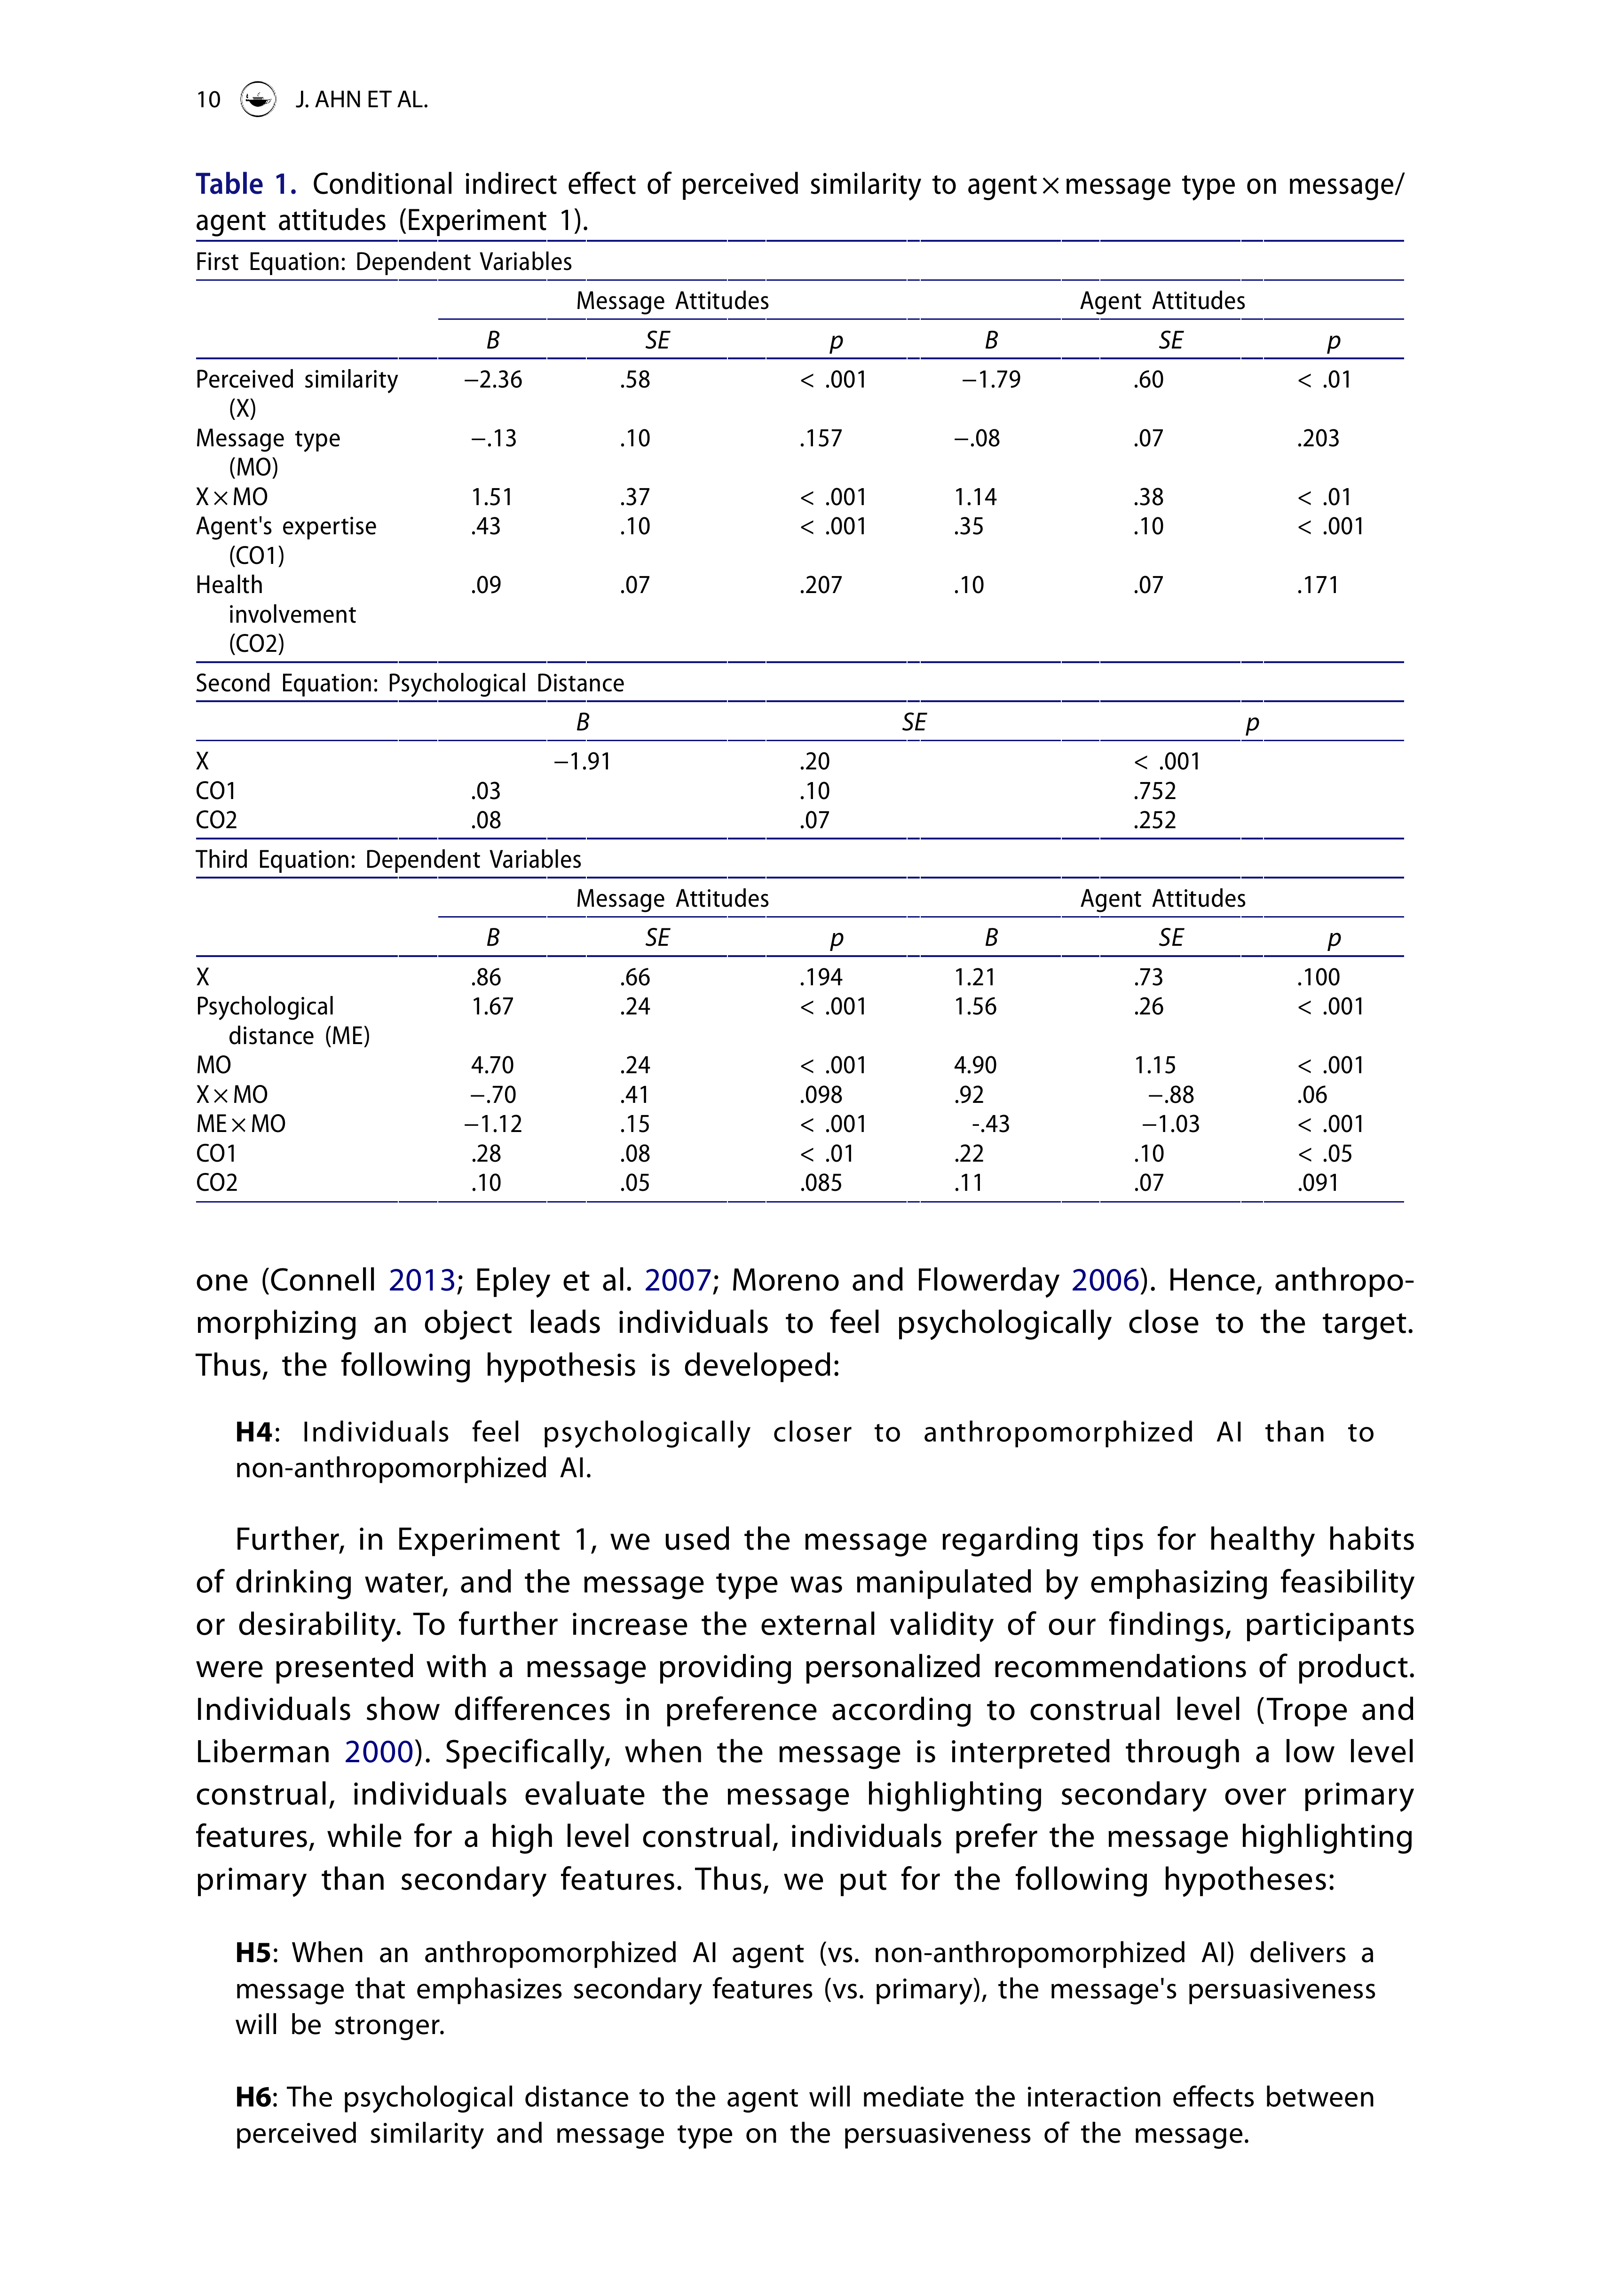 10 J. AHN ET AL.
Table 1. Conditional indirect effect of perceived similarity to agent × message type on message/
agent attitudes (Experiment 1).
First Equation: Dependent Variables
Message Attitudes Agent Attitudes
B SE p B SE p
Perceived similarity −2.36 .58 < .001 −1.79 .60 < .01
(X)
Message type −.13 .10 .157 −.08 .07 .203
(MO)
X × MO 1.51 .37 < .001 1.14 .38 < .01
Agent's expertise .43 .10 < .001 .35 .10 < .001
(CO1)
Health .09 .07 .207 .10 .07 .171
involvement
(CO2)
Second Equation: Psychological Distance
B SE p
X −1.91 .20 < .001
CO1 .03 .10 .752
CO2 .08 .07 .252
Third Equation: Dependent Variables
Message Attitudes Agent Attitudes
B SE p B SE p
X .86 .66 .194 1.21 .73 .100
Psychological 1.67 .24 < .001 1.56 .26 < .001
distance (ME)
MO 4.70 .24 < .001 4.90 1.15 < .001
X × MO −.70 .41 .098 .92 −.88 .06
ME × MO −1.12 .15 < .001 -.43 −1.03 < .001
CO1 .28 .08 < .01 .22 .10 < .05
CO2 .10 .05 .085 .11 .07 .091
one (Connell 2013; Epley et al. 2007; Moreno and Flowerday 2006). Hence, anthropo-
morphizing an object leads individuals to feel psychologically close to the target.
Thus, the following hypothesis is developed:
H4: Individuals feel psychologically closer to anthropomorphized AI than to
non-anthropomorphized AI.
Further, in Experiment 1, we used the message regarding tips for healthy habits
of drinking water, and the message type was manipulated by emphasizing feasibility
or desirability. To further increase the external validity of our findings, participants
were presented with a message providing personalized recommendations of product.
Individuals show differences in preference according to construal level (Trope and
Liberman 2000). Specifically, when the message is interpreted through a low level
construal, individuals evaluate the message highlighting secondary over primary
features, while for a high level construal, individuals prefer the message highlighting
primary than secondary features. Thus, we put for the following hypotheses:
H5: When an anthropomorphized AI agent (vs. non-anthropomorphized AI) delivers a
message that emphasizes secondary features (vs. primary), the message's persuasiveness
will be stronger.
H6: The psychological distance to the agent will mediate the interaction effects between
perceived similarity and message type on the persuasiveness of the message.